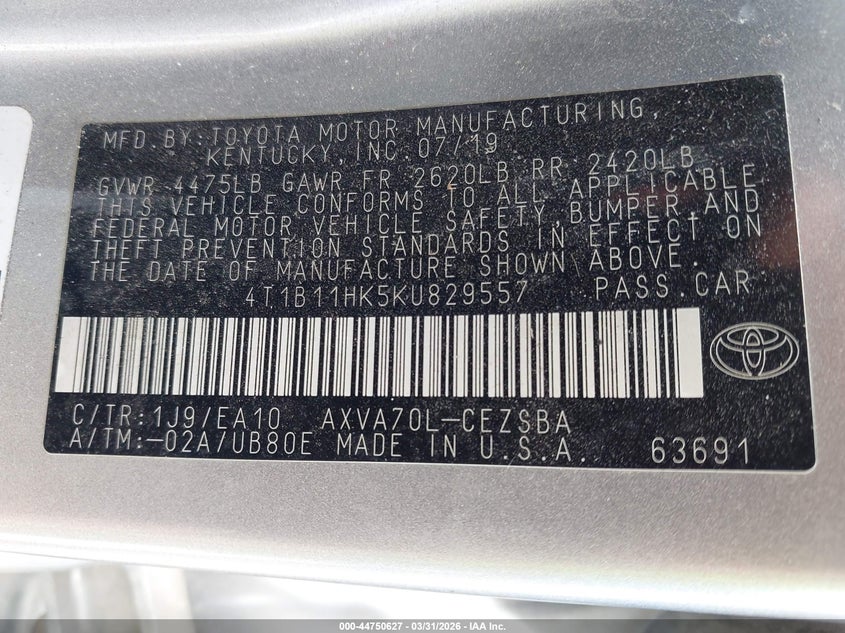 MFD. BY: TOYOTA MOTOR MANUFACTURING,
KENTUCKY, INC. 07/19
GVWR 4475LB GAWR FR 2620LB RR 2420LB
THIS VEHICLE CONFORMS TO ALL APPLICABLE
FEDERAL MOTOR VEHICLE SAFETY, BUMPER, AND
THEFT PREVENTION STANDARDS IN EFFECT ON
THE DATE OF MANUFACTURE SHOWN ABOVE.
4T1B11HK5KU829557 PASS. CAR
C/TR: 1J9/EA10 AXVA70L-CEZSBA
A/TM: -02A/UB80E MADE IN U.S.A. 63691
000-44750627 - 03/31/2026 - IAA Inc.